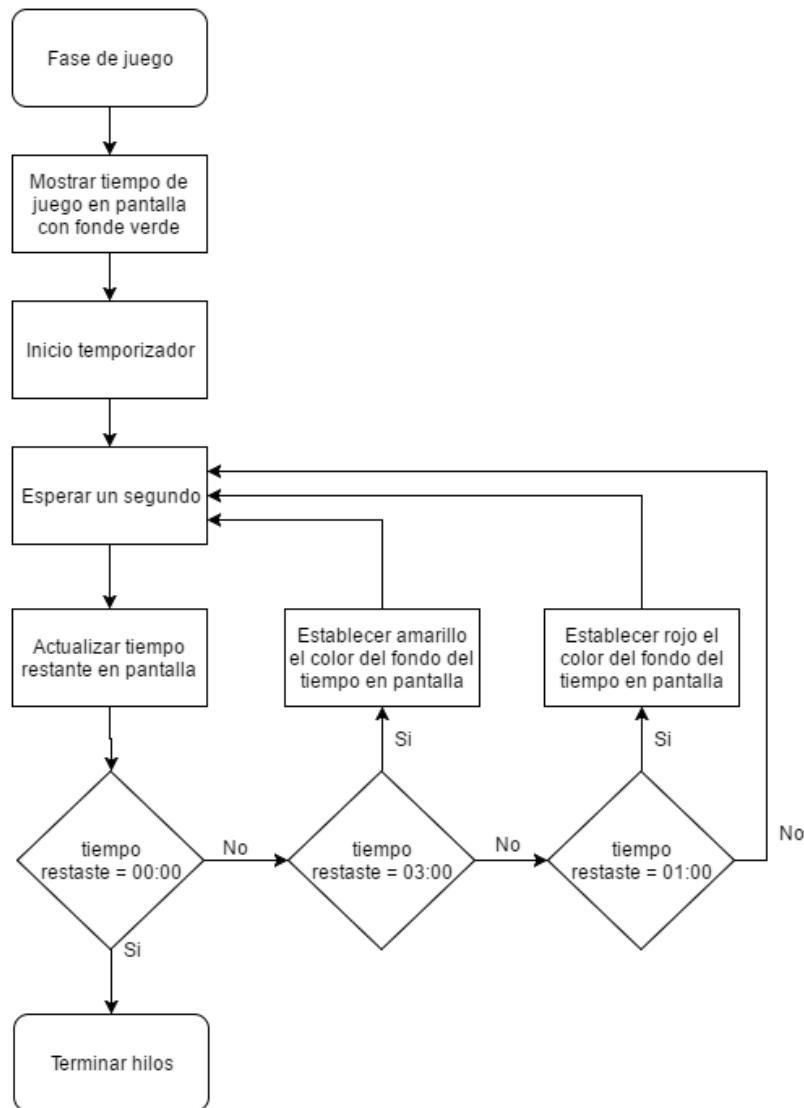 Fase de juego
Mostrar tiempo de
juego en pantalla
con fonde verde
Inicio temporizador
Esperar un segundo
Actualizar tiempo
restante en pantalla
Establecer amarillo
el color del fondo del
tiempo en pantalla
Establecer rojo el
color del fondo del
tiempo en pantalla
Si
Si
tiempo
restaste = 00:00
No
tiempo
restaste = 03:00
No
tiempo
restaste = 01:00
No
Si
Terminar hilos